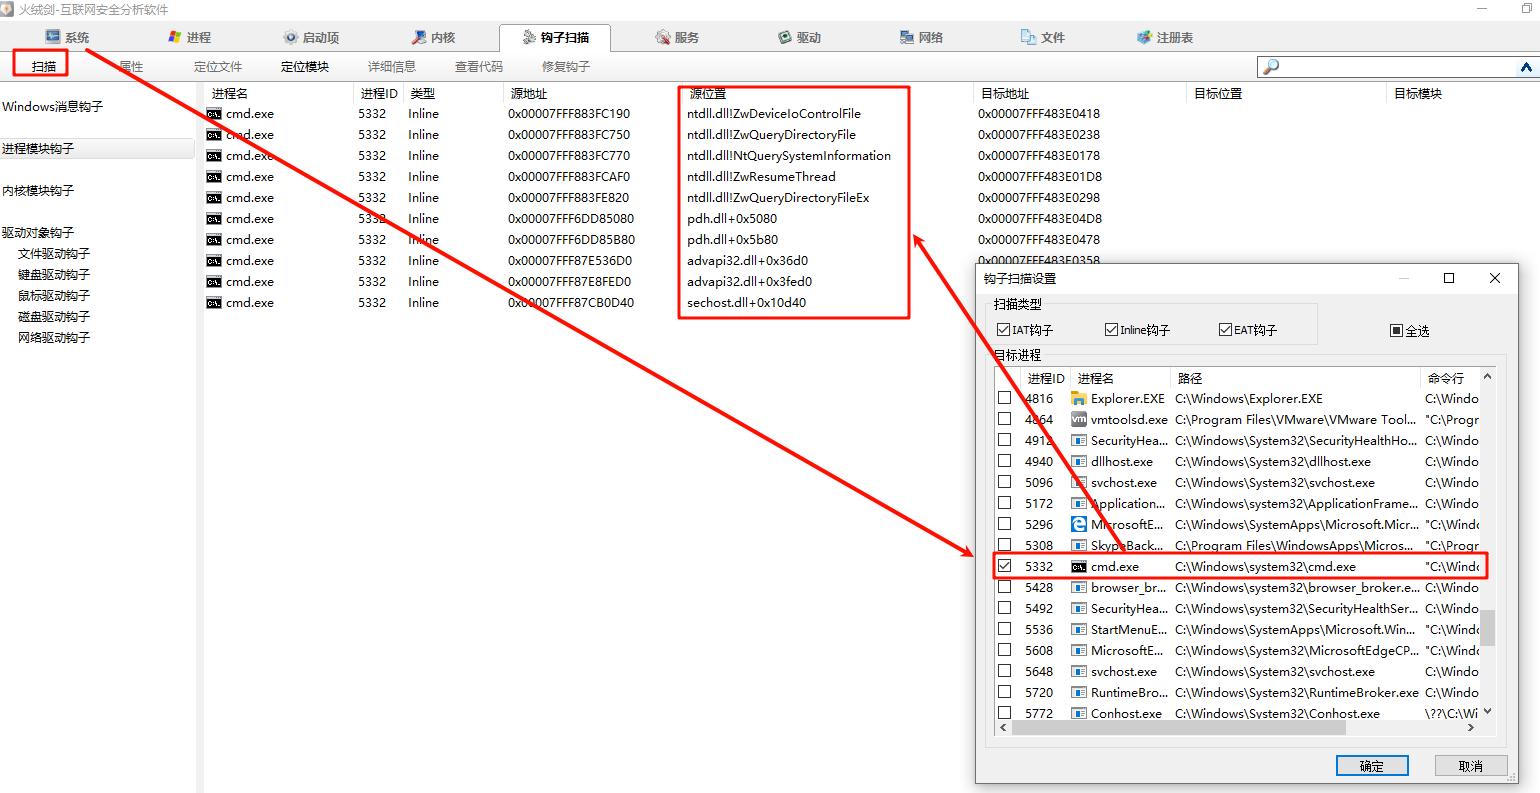 火绒剑-互联网安全分析软件
系统 进程 启动项 内核 钩子扫描 服务 驱动 网络 文件 注册表
扫描 属性 定位文件 定位模块 详细信息 查看代码 修复钩子
Windows消息钩子
进程模块钩子
内核模块钩子
驱动对象钩子
文件驱动钩子
键盘驱动钩子
鼠标驱动钩子
磁盘驱动钩子
网络驱动钩子
进程名 进程ID 类型 源地址 源位置 目标地址 目标位置 目标模块
cmd.exe 5332 Inline 0x00007FFF883FC190 ntdll.dll!ZwDeviceIoControlFile 0x00007FFF483E0418
cmd.exe 5332 Inline 0x00007FFF883FC750 ntdll.dll!ZwQueryDirectoryFile 0x00007FFF483E0238
cmd.exe 5332 Inline 0x00007FFF883FC770 ntdll.dll!NtQuerySystemInformation 0x00007FFF483E0178
cmd.exe 5332 Inline 0x00007FFF883FCAF0 ntdll.dll!ZwResumeThread 0x00007FFF483E01D8
cmd.exe 5332 Inline 0x00007FFF883FE820 ntdll.dll!ZwQueryDirectoryFileEx 0x00007FFF483E0298
cmd.exe 5332 Inline 0x00007FFF6DD85080 pdh.dll+0x5080 0x00007FFF483E04D8
cmd.exe 5332 Inline 0x00007FFF6DD85B80 pdh.dll+0x5b80 0x00007FFF483E0478
cmd.exe 5332 Inline 0x00007FFF87E536D0 advapi32.dll+0x36d0 0x00007FFF483E0358
cmd.exe 5332 Inline 0x00007FFF87E8FED0 advapi32.dll+0x3fed0
cmd.exe 5332 Inline 0x00007FFF87CB0D40 sechost.dll+0x10d40
钩子扫描设置
扫描类型
IAT钩子 Inline钩子 EAT钩子 全选
目标进程
进程ID 进程名 路径 命令行
4816 Explorer.EXE C:\Windows\Explorer.EXE C:\Windo
4864 vmtoolsd.exe C:\Program Files\VMware\VMware Tool... "C:\Progr
4912 SecurityHea... C:\Windows\System32\SecurityHealthHo... C:\Windo
4940 dllhost.exe C:\Windows\System32\dllhost.exe C:\Windo
5096 svchost.exe C:\Windows\System32\svchost.exe C:\Windo
5172 Application... C:\Windows\system32\ApplicationFrame... C:\Windo
5296 MicrosoftE... C:\Windows\SystemApps\Microsoft.Micr... "C:\Windo
5308 SkypeBack... C:\Program Files\WindowsApps\Micros... "C:\Progr
5332 cmd.exe C:\Windows\system32\cmd.exe "C:\Windo
5428 browser_br... C:\Windows\system32\browser_broker.e... C:\Windo
5492 SecurityHea... C:\Windows\System32\SecurityHealthSer... C:\Windo
5536 StartMenuE... C:\Windows\SystemApps\Microsoft.Win... "C:\Windo
5608 MicrosoftE... C:\Windows\System32\MicrosoftEdgeCP... C:\Windo
5648 svchost.exe C:\Windows\System32\svchost.exe C:\Windo
5720 RuntimeBro... C:\Windows\System32\RuntimeBroker.exe C:\Windo
5772 Conhost.exe C:\Windows\System32\Conhost.exe \??\C:\Wi
确定 取消